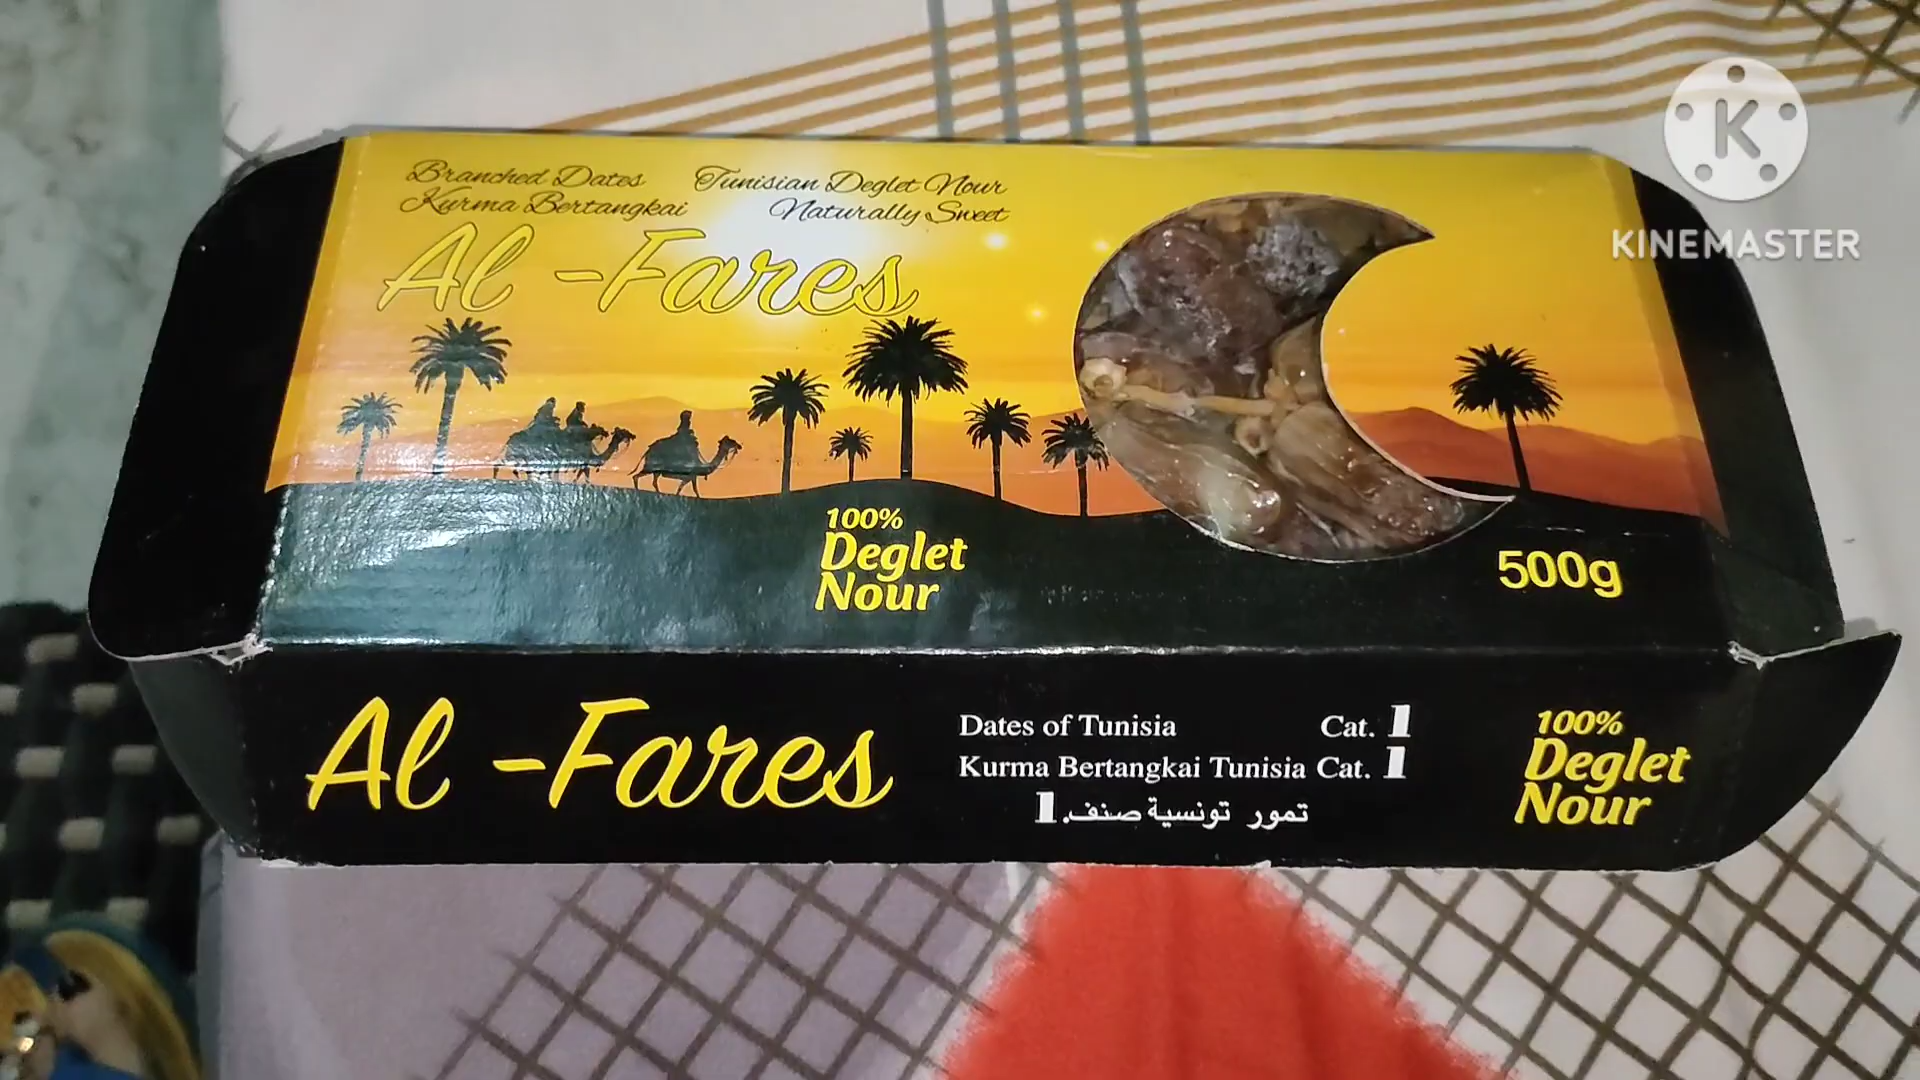 Branched Dates
Kurma Bertangkai
Tunisian Deglet Nour
Naturally Sweet
Al -Fares
100%
Deglet
Nour
500g
Al -Fares
Dates of Tunisia Cat. 1
Kurma Bertangkai Tunisia Cat. 1
تمور تونسية صنف.1
100%
Deglet
Nour
K
KINEMASTER